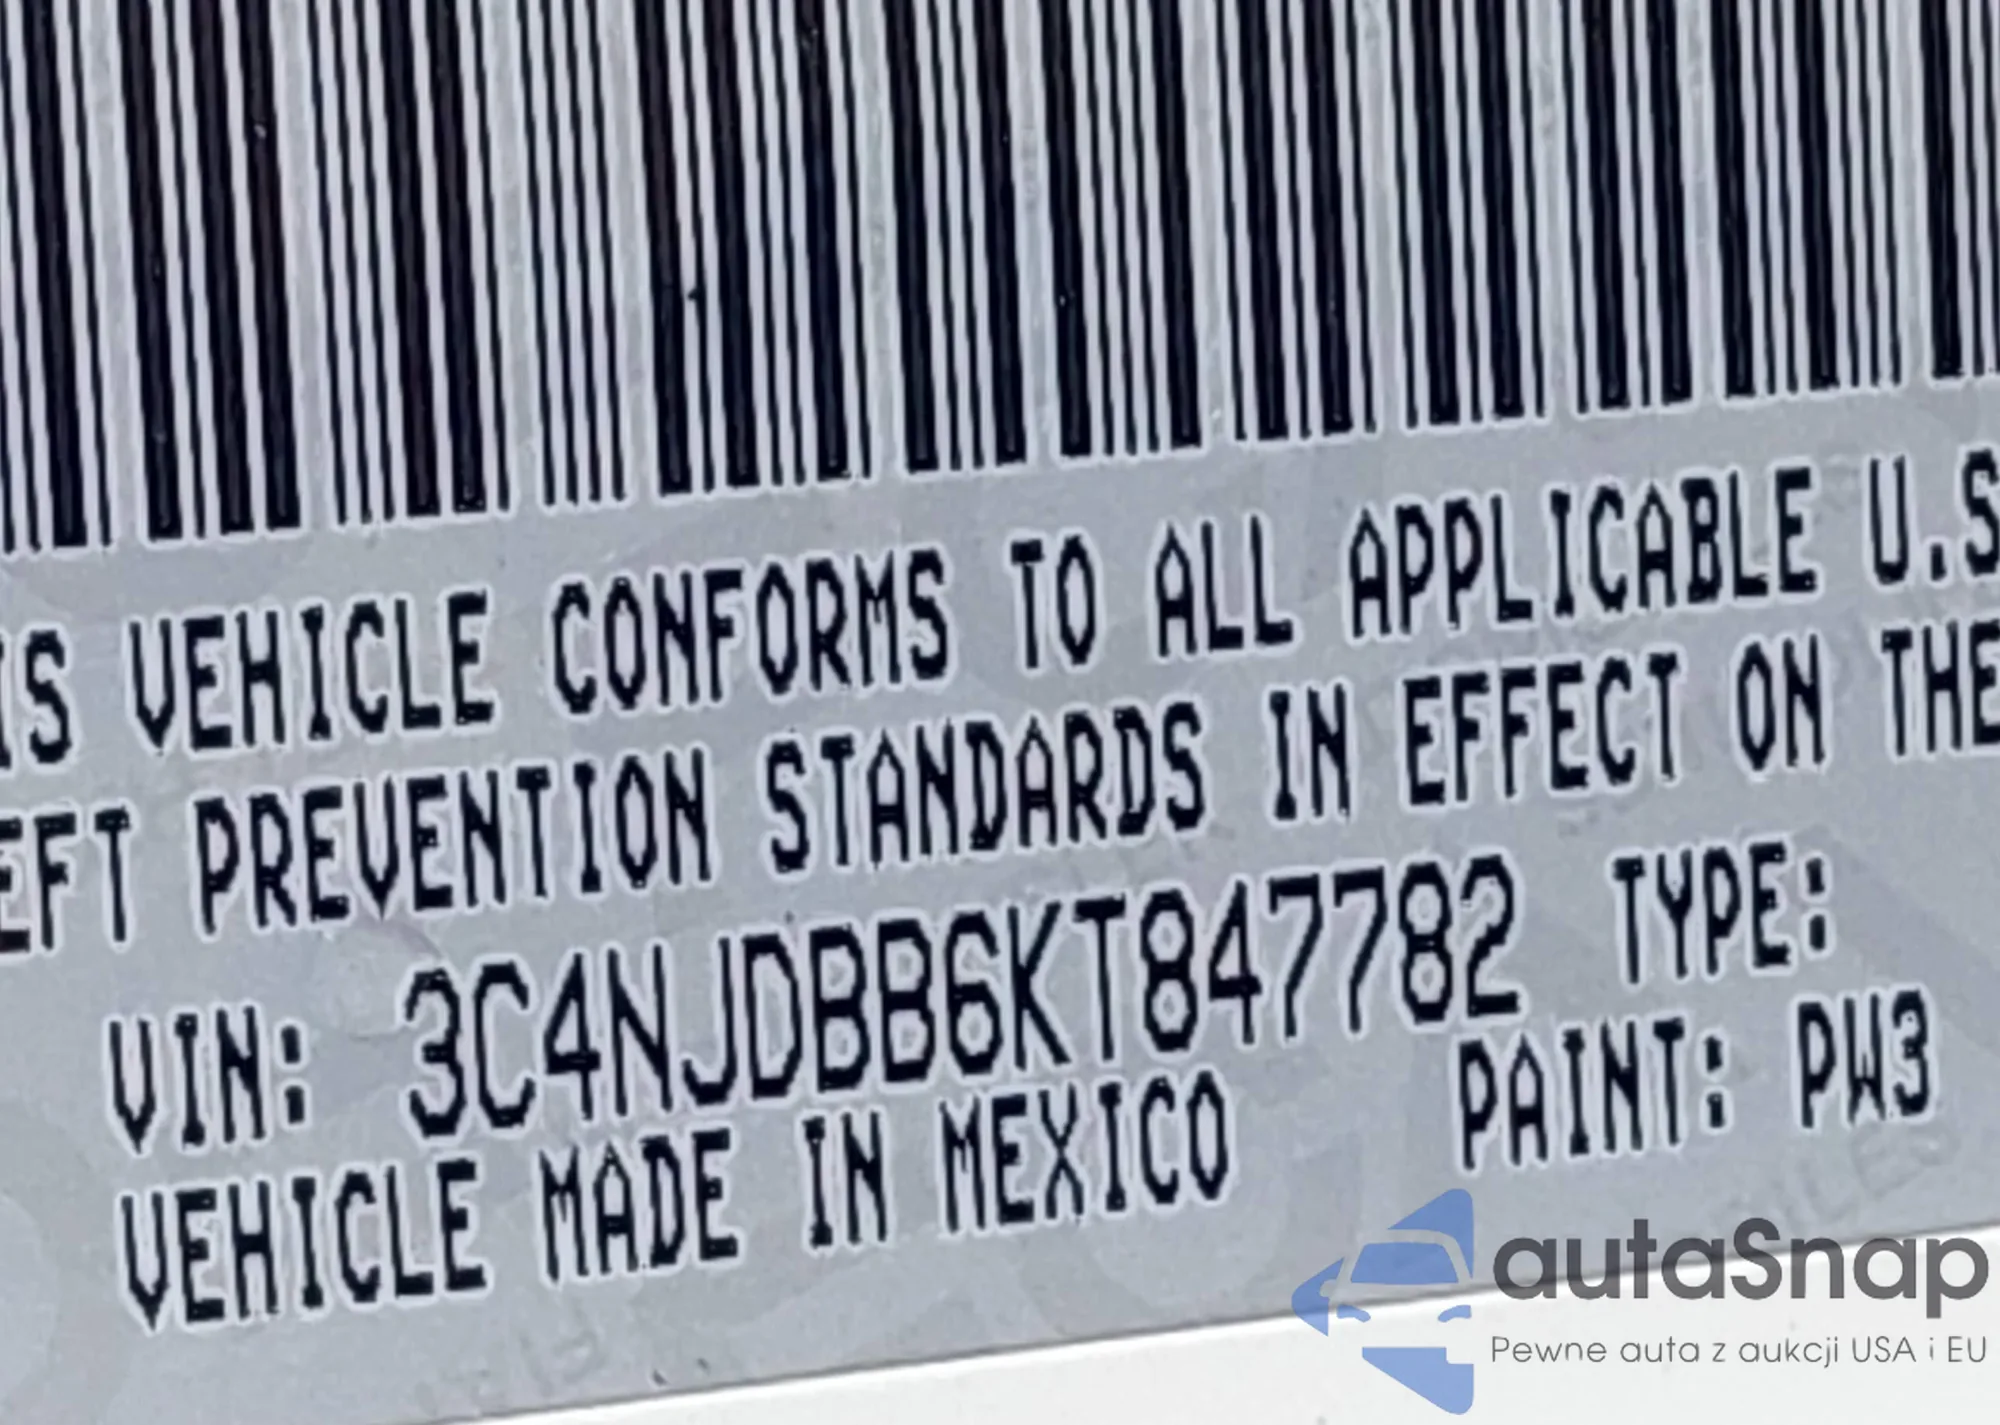 IS VEHICLE CONFORMS TO ALL APPLICABLE U.S
EFT PREVENTION STANDARDS IN EFFECT ON THE
VIN: 3C4NJDBB6KT847782 TYPE:
VEHICLE MADE IN MEXICO PAINT: PW3
autaSnap
Pewne auta z aukcji USA i EU